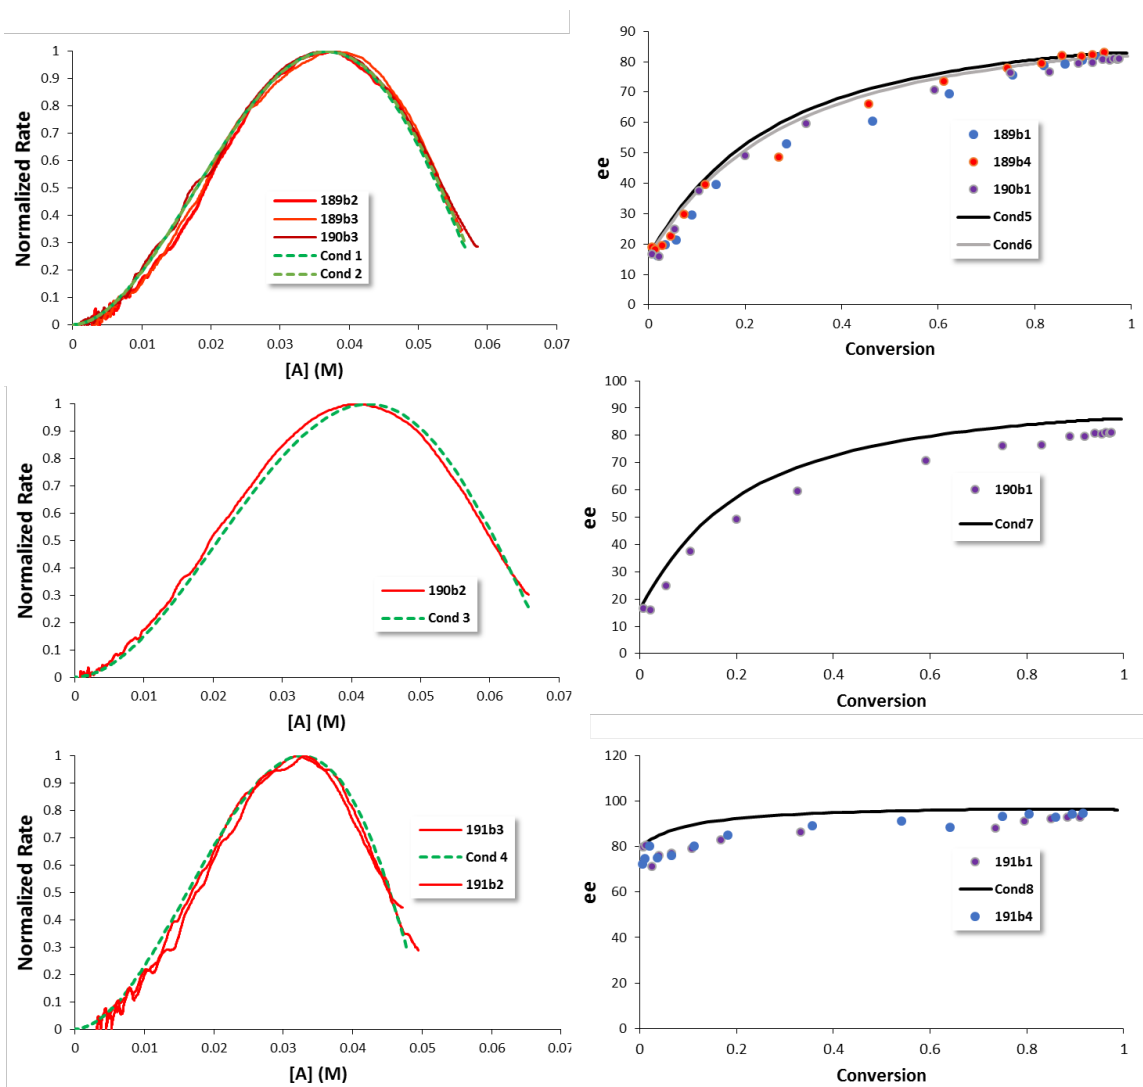 Normalized Rate
1
0.9
0.8
0.7
0.6
0.5
0.4
0.3
0.2
0.1
0
0 0.01 0.02 0.03 0.04 0.05 0.06 0.07
[A] (M)
189b2
189b3
190b3
Cond 1
Cond 2
ee
90
80
70
60
50
40
30
20
10
0
0 0.2 0.4 0.6 0.8 1
Conversion
189b1
189b4
190b1
Cond5
Cond6
Normalized Rate
1
0.9
0.8
0.7
0.6
0.5
0.4
0.3
0.2
0.1
0
0 0.01 0.02 0.03 0.04 0.05 0.06 0.07
[A] (M)
190b2
Cond 3
ee
100
90
80
70
60
50
40
30
20
10
0
0 0.2 0.4 0.6 0.8 1
Conversion
190b1
Cond7
Normalized Rate
1
0.9
0.8
0.7
0.6
0.5
0.4
0.3
0.2
0.1
0
0 0.01 0.02 0.03 0.04 0.05 0.06 0.07
[A] (M)
191b3
Cond 4
191b2
ee
120
100
80
60
40
20
0
0 0.2 0.4 0.6 0.8 1
Conversion
191b1
Cond8
191b4